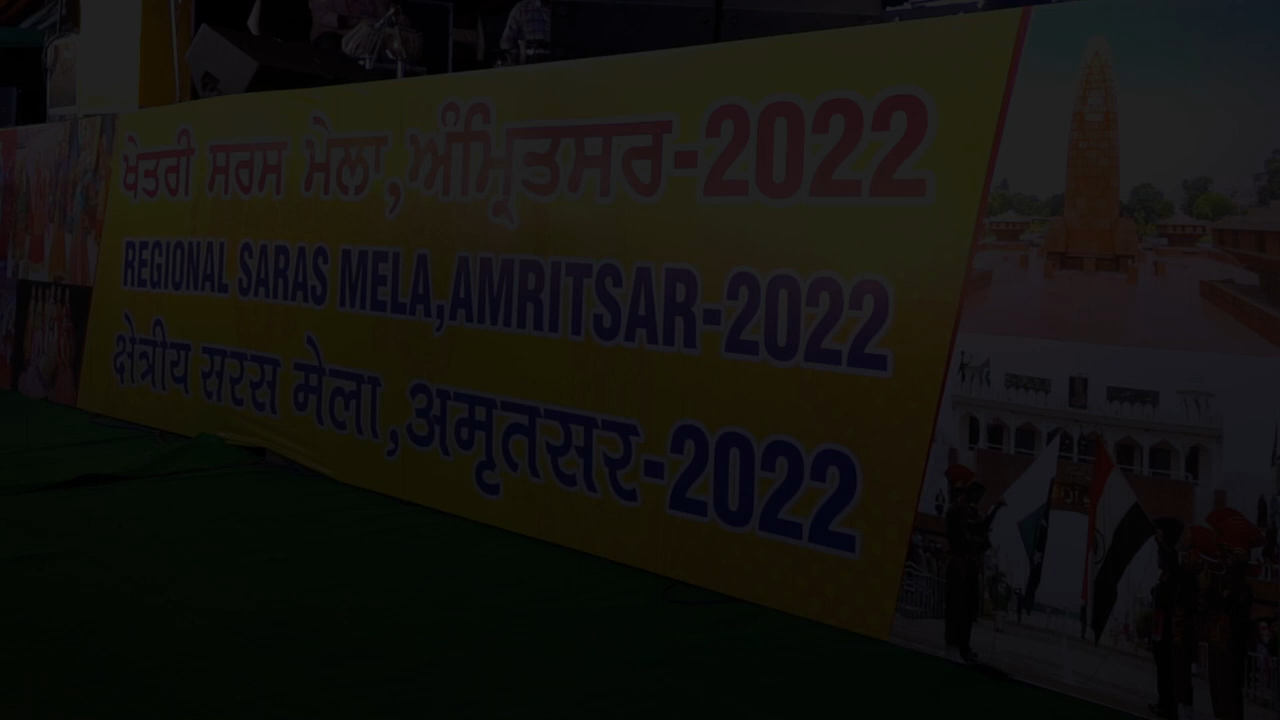 ਖੇਤਰੀ ਸਰਸ ਮੇਲਾ,ਅੰਮ੍ਰਿਤਸਰ-2022
REGIONAL SARAS MELA,AMRITSAR-2022
क्षेत्रीय सरस मेला,अमृतसर-2022